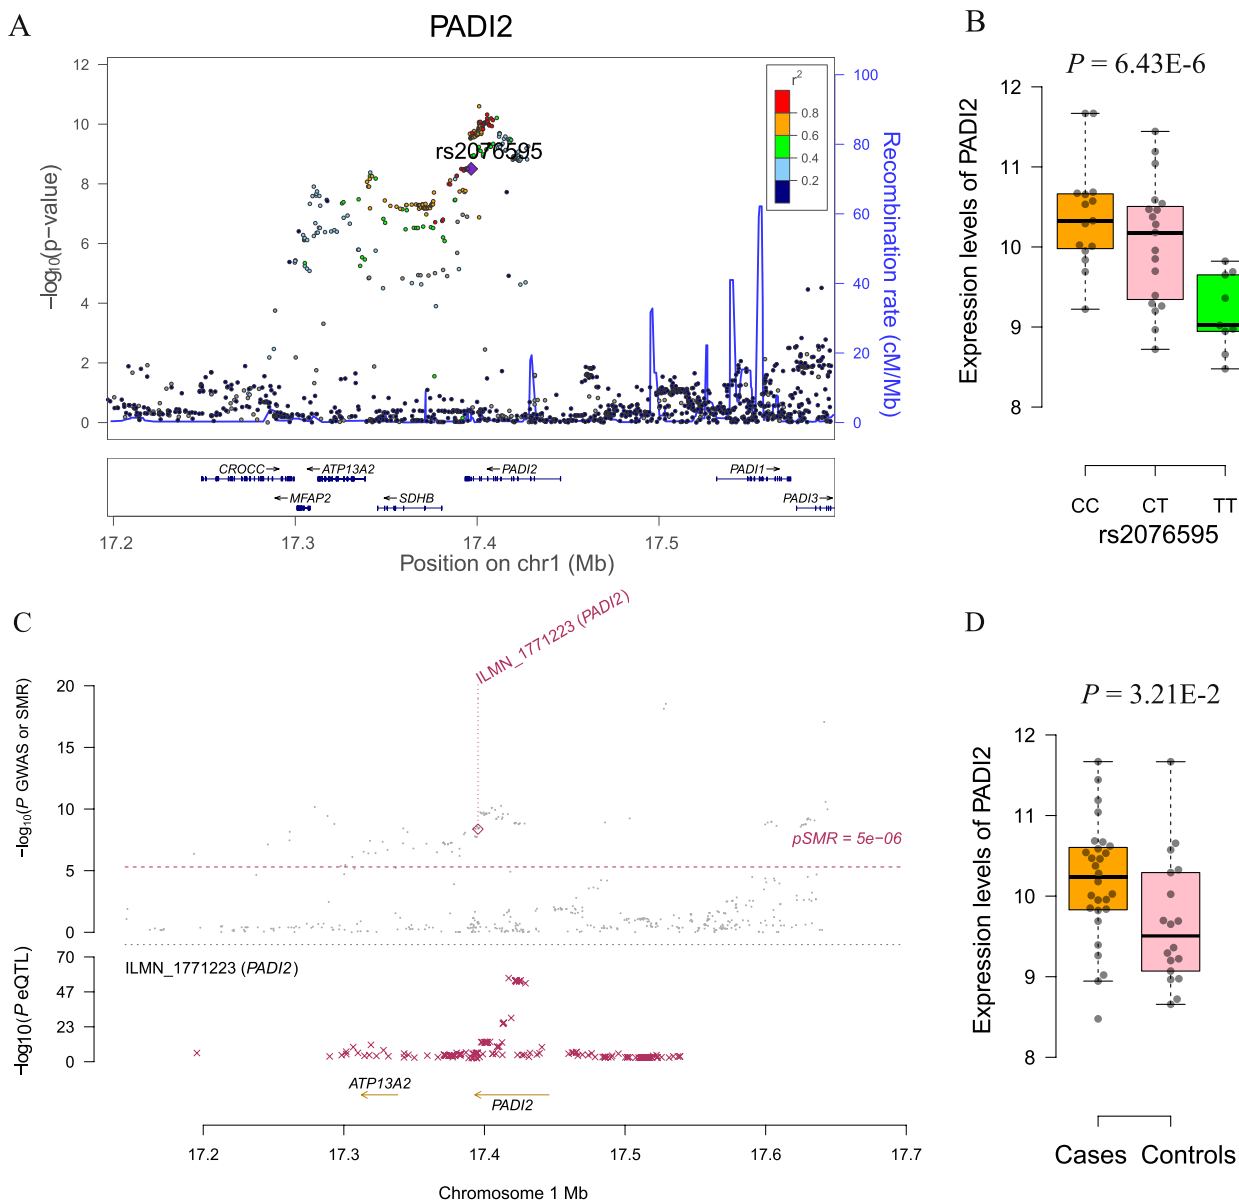 A
PADI2
12
10
8
6
4
2
0
−log10(p−value)
100
80
60
40
20
0
Recombination rate (cM/Mb)
r2
0.8
0.6
0.4
0.2
rs2076595
CROCC
ATP13A2
PADI2
PADI1
MFAP2
SDHB
PADI3
17.2
17.3
17.4
17.5
Position on chr1 (Mb)
B
P = 6.43E-6
12
11
10
9
8
Expression levels of PADI2
CC
CT
TT
rs2076595
C
ILMN_1771223 (PADI2)
20
15
10
5
0
−log10(P GWAS or SMR)
pSMR = 5e−06
ILMN_1771223 (PADI2)
70
47
23
0
−log10(P eQTL)
ATP13A2
PADI2
17.2
17.3
17.4
17.5
17.6
17.7
Chromosome 1 Mb
D
P = 3.21E-2
12
11
10
9
8
Expression levels of PADI2
Cases
Controls